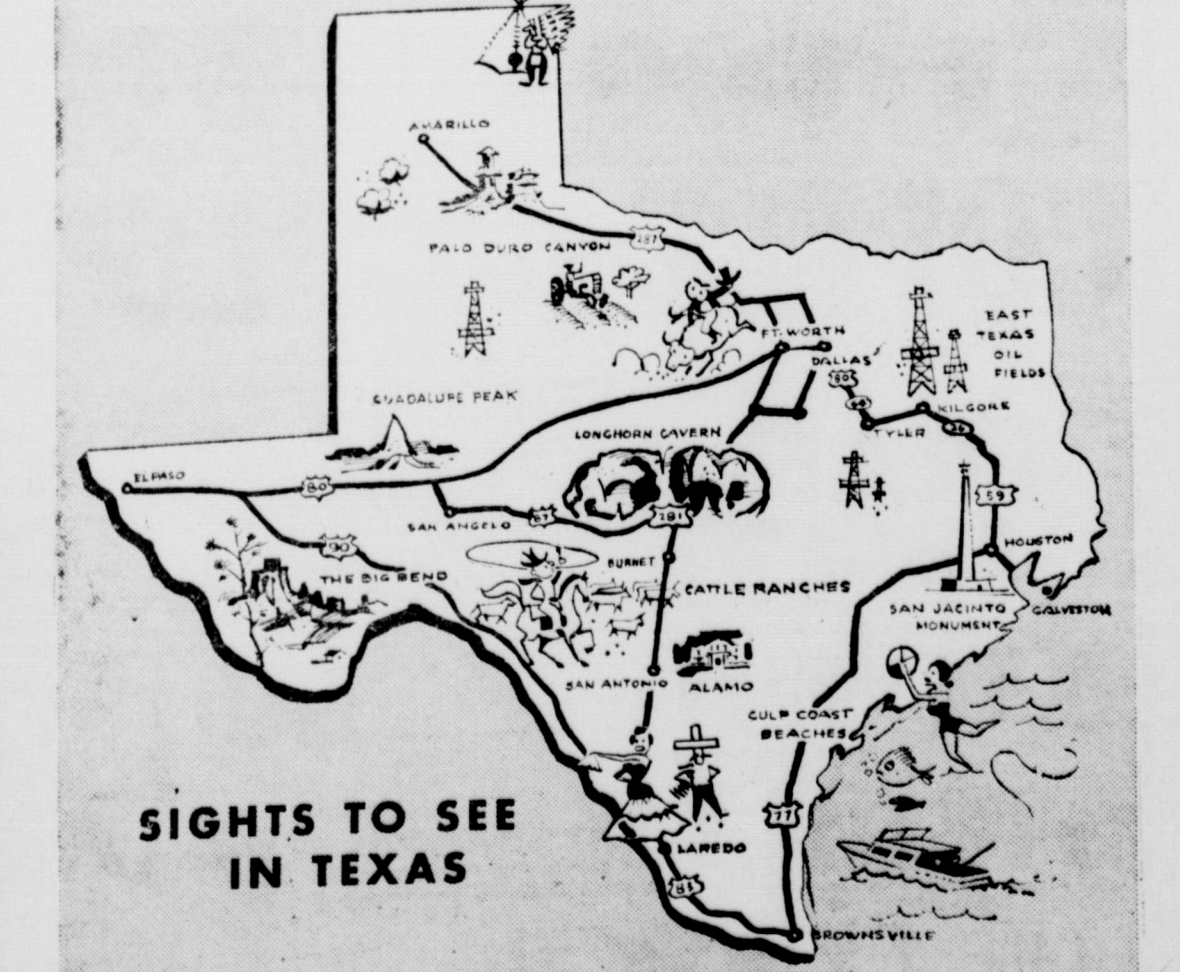 AMARILLO
PALO DURO CANYON
287
FT. WORTH
DALLAS
EAST
TEXAS
OIL
FIELDS
80
KILGORE
TYLER
26
GUADALUPE PEAK
LONGHORN CAVERN
EL PASO
80
SAN ANGELO
87
281
59
90
THE BIG BEND
BURNET
CATTLE RANCHES
HOUSTON
SAN JACINTO
MONUMENT
GALVESTON
SAN ANTONIO
ALAMO
GULF COAST
BEACHES
77
LAREDO
83
BROWNSVILLE
SIGHTS TO SEE
IN TEXAS